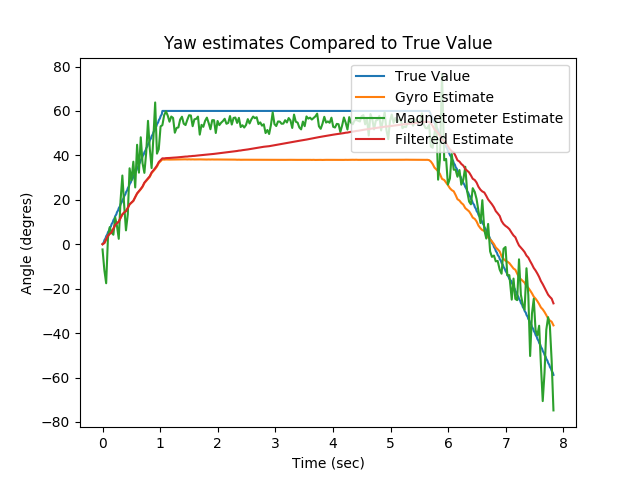 Yaw estimates Compared to True Value
80
60
40
20
0
−20
−40
−60
−80
Angle (degres)
True Value
Gyro Estimate
Magnetometer Estimate
Filtered Estimate
0 1 2 3 4 5 6 7 8
Time (sec)